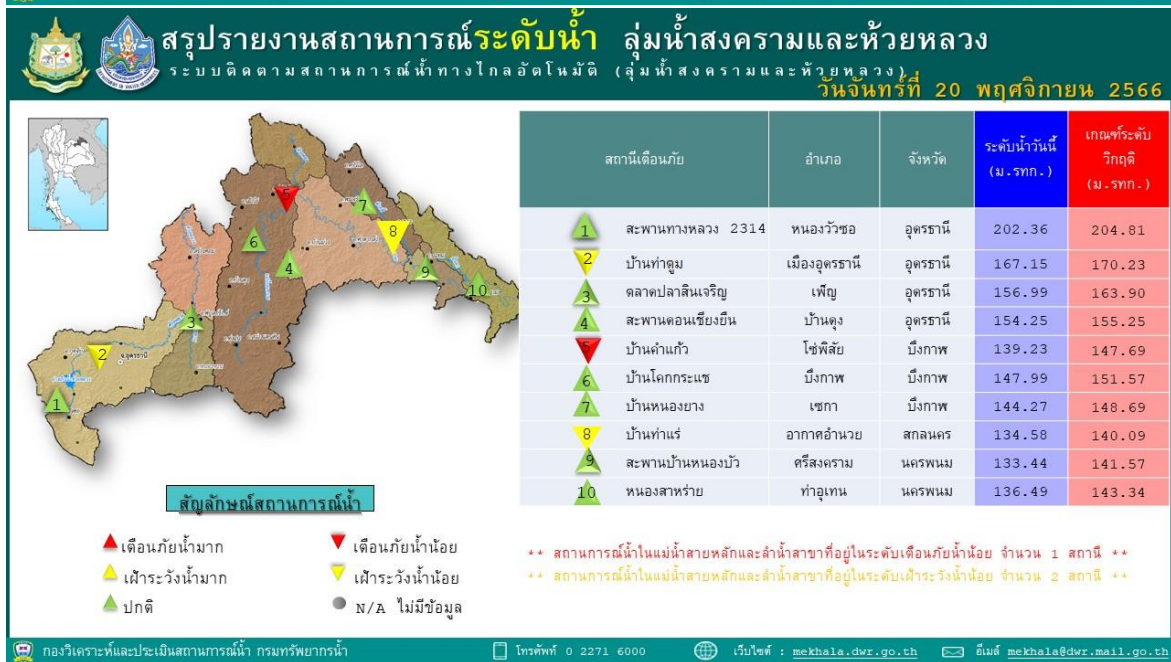 สรุปรายงานสถานการณ์ระดับน้ำ ลุ่มน้ำสงครามและห้วยหลวง
ระบบติดตามสถานการณ์น้ำทางไกลอัตโนมัติ (ลุ่มน้ำสงครามและห้วยหลวง)
วันจันทร์ที่ 20 พฤศจิกายน 2566
สถานีเตือนภัย อำเภอ จังหวัด ระดับน้ำวันนี้ (ม.รทก.) เกณฑ์ระดับวิกฤติ (ม.รทก.)
1 สะพานทางหลวง 2314 หนองวัวซอ อุดรธานี 202.36 204.81
2 บ้านท่าตูม เมืองอุดรธานี อุดรธานี 167.15 170.23
3 ตลาดปลาสินเจริญ เพ็ญ อุดรธานี 156.99 163.90
4 สะพานดอนเชียงยืน บ้านดุง อุดรธานี 154.25 155.25
5 บ้านคำแก้ว โซ่พิสัย บึงกาฬ 139.23 147.69
6 บ้านโคกกระแซ บึงกาฬ บึงกาฬ 147.99 151.57
7 บ้านหนองยาง เซกา บึงกาฬ 144.27 148.69
8 บ้านท่าแร่ อากาศอำนวย สกลนคร 134.58 140.09
9 สะพานบ้านหนองบัว ศรีสงคราม นครพนม 133.44 141.57
10 หนองสาหร่าย ท่าอุเทน นครพนม 136.49 143.34
5
7
8
6
4
9
10
3
2
จ.อุดรธานี
1
สัญลักษณ์สถานการณ์น้ำ
เตือนภัยน้ำมาก เตือนภัยน้ำน้อย
เฝ้าระวังน้ำมาก เฝ้าระวังน้ำน้อย
ปกติ N/A ไม่มีข้อมูล
** สถานการณ์น้ำในแม่น้ำสายหลักและลำน้ำสาขาที่อยู่ในระดับเตือนภัยน้ำน้อย จำนวน 1 สถานี **
** สถานการณ์น้ำในแม่น้ำสายหลักและลำน้ำสาขาที่อยู่ในระดับเฝ้าระวังน้ำน้อย จำนวน 2 สถานี **
กองวิเคราะห์และประเมินสถานการณ์น้ำ กรมทรัพยากรน้ำ โทรศัพท์ 0 2271 6000 เว็บไซต์ : mekhala.dwr.go.th อีเมล์ mekhala@dwr.mail.go.th